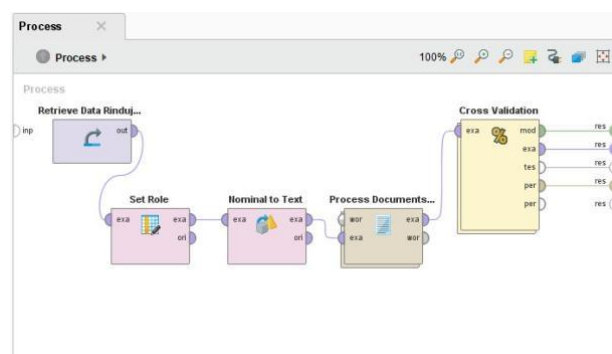 Process
Process
100%
Process
Retrieve Data Rinduj...
Cross Validation
inp
out
exa
mod
res
exa
res
tes
res
per
res
per
res
Set Role
Nominal to Text
Process Documents...
exa
exa
ori
exa
exa
ori
wor
exa
exa
wor